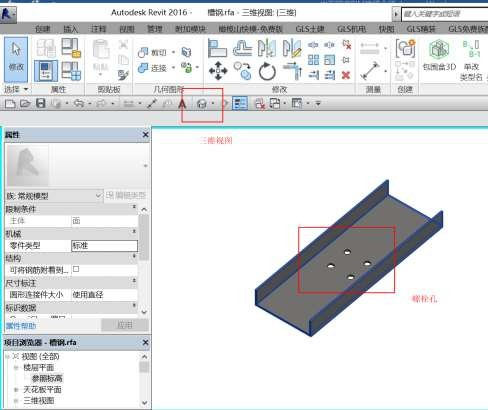 Autodesk Revit 2016 - 槽钢.rfa - 三维视图: {三维}
键入关键字或短语
创建 插入 注释 视图 管理 附加模块 橄榄山快模-免费版 GLS土建 GLS机电 快图 GLS精装 GLS免费族
修改
剪切
连接
包图盒3D
单改
类型名
选择 属性 剪贴板 几何图形 修改 测量 创建
属性
三维视图
族: 常规模型 编辑类型
限制条件
主体 面
机械
零件类型 标准
结构
可将钢筋附着到...
尺寸标注
圆形连接件大小 使用直径
标识数据
属性帮助 应用
螺栓孔
项目浏览器 - 槽钢.rfa
视图 (全部)
楼层平面
参照标高
天花板平面
三维视图